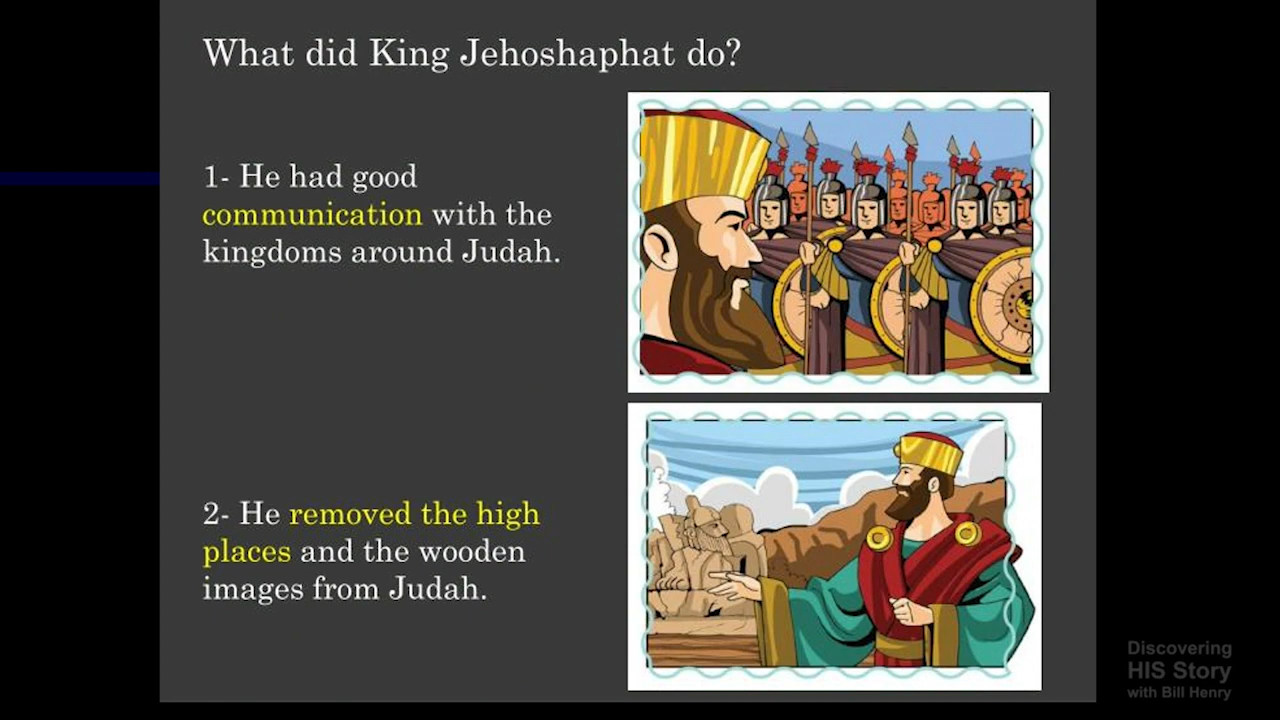 What did King Jehoshaphat do?
1- He had good
communication with the
kingdoms around Judah.
2- He removed the high
places and the wooden
images from Judah.
Discovering
HIS Story
with Bill Henry